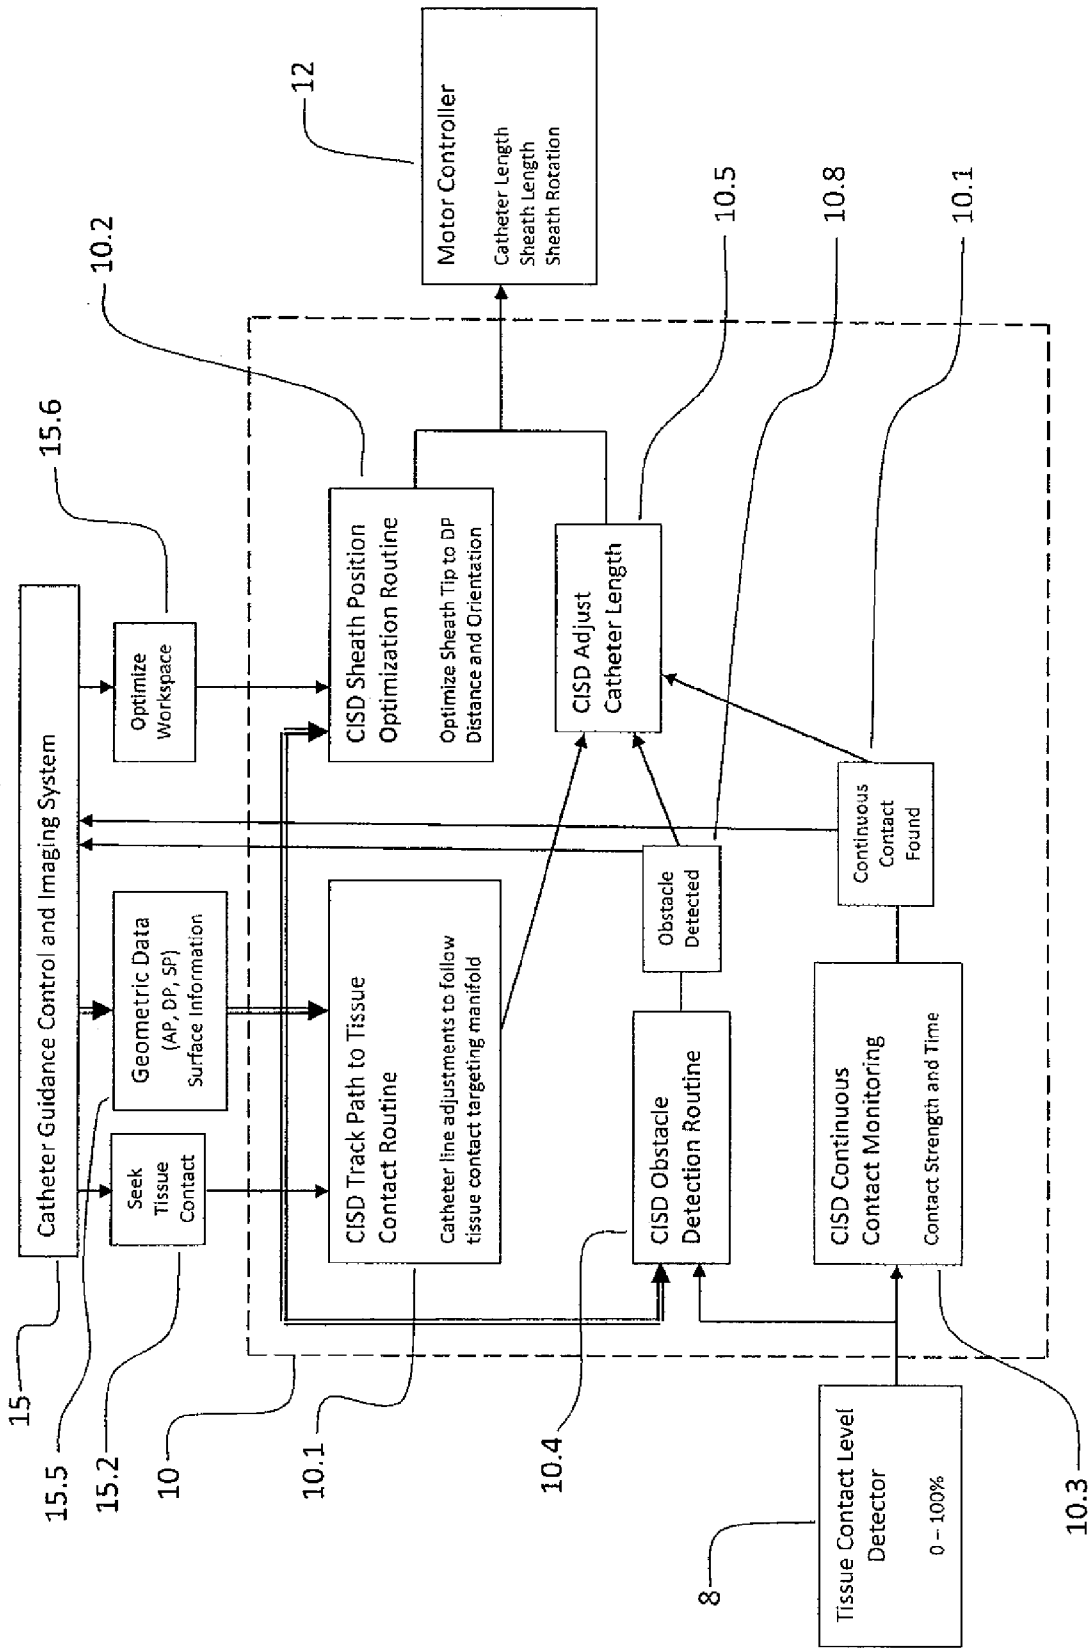 15
Catheter Guidance Control and Imaging System
15.5
15.2
15.6
Seek
Tissue
Contact
Geometric Data
(AP, DP, SP)
Surface Information
Optimize
Workspace
10
10.2
10.1
CISD Track Path to Tissue
Contact Routine
Catheter line adjustments to follow
tissue contact targeting manifold
CISD Sheath Position
Optimization Routine
Optimize Sheath Tip to DP
Distance and Orientation
12
Motor Controller
Catheter Length
Sheath Length
Sheath Rotation
10.4
CISD Obstacle
Detection Routine
Obstacle
Detected
CISD Adjust
Catheter Length
10.5
10.8
CISD Continuous
Contact Monitoring
Contact Strength and Time
Continuous
Contact
Found
10.1
8
Tissue Contact Level
Detector
0 – 100%
10.3